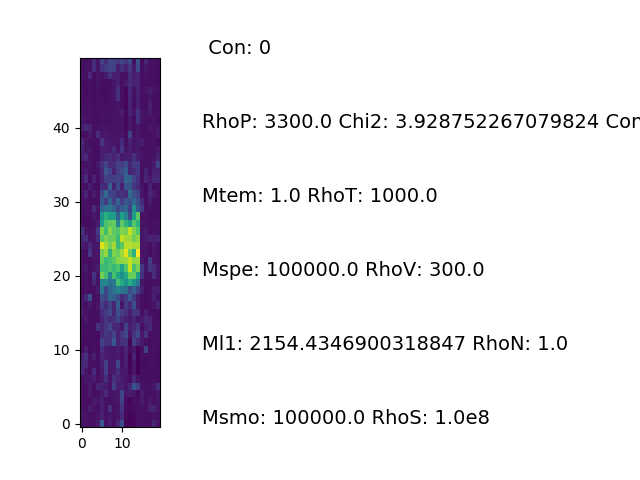 Con: 0
RhoP: 3300.0 Chi2: 3.928752267079824 Con
Mtem: 1.0 RhoT: 1000.0
Mspe: 100000.0 RhoV: 300.0
Ml1: 2154.4346900318847 RhoN: 1.0
Msmo: 100000.0 RhoS: 1.0e8
40
30
20
10
0
0 10